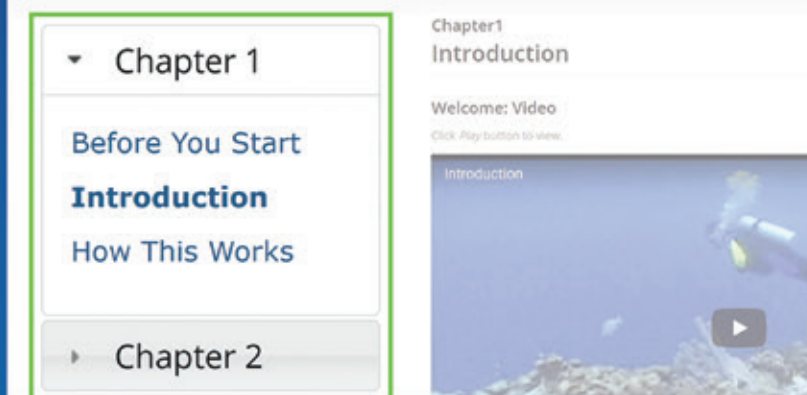 Chapter 1
Before You Start
Introduction
How This Works
Chapter 2
Chapter1
Introduction
Welcome: Video
Click Play button to view.
Introduction